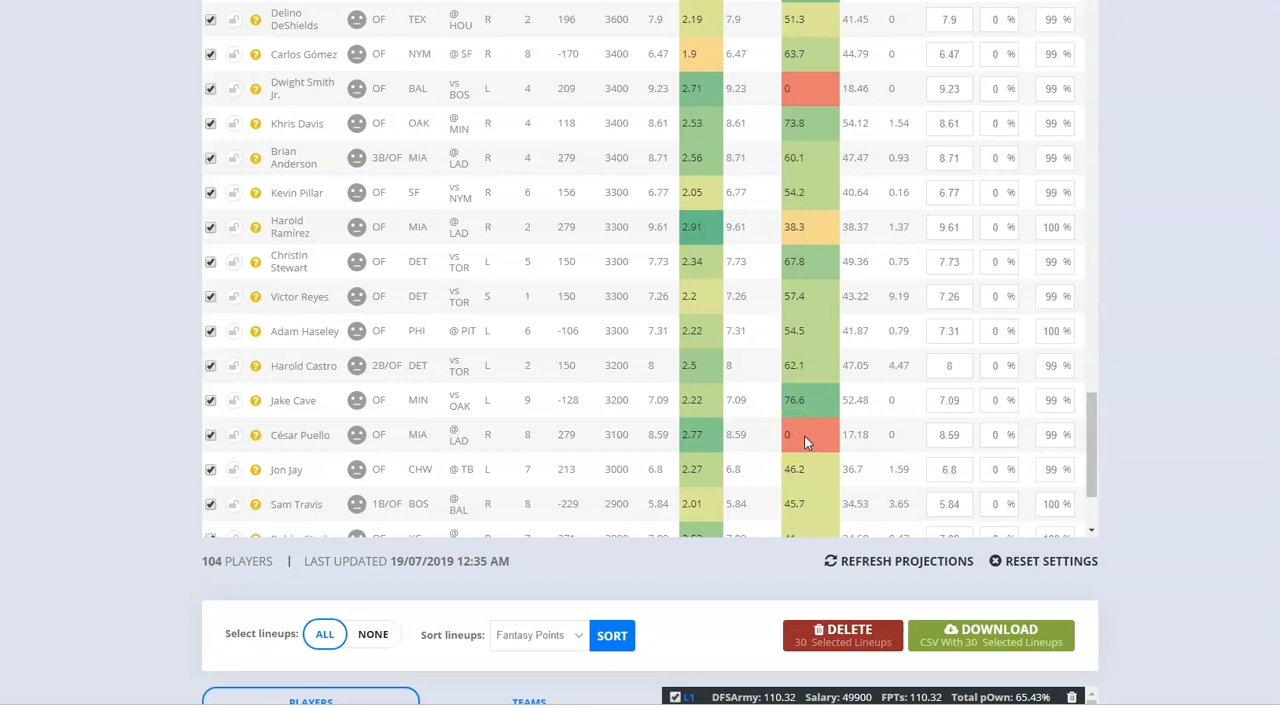 Delino DeShields ? OF TEX @ HOU R 2 196 3600 7.9 2.19 7.9 51.3 41.45 0 7.9 0 % 99 %
Carlos Gómez ? OF NYM @ SF R 8 -170 3400 6.47 1.9 6.47 63.7 44.79 0 6.47 0 % 99 %
Dwight Smith Jr. ? OF BAL vs BOS L 4 209 3400 9.23 2.71 9.23 0 18.46 0 9.23 0 % 99 %
Khris Davis ? OF OAK @ MIN R 4 118 3400 8.61 2.53 8.61 73.8 54.12 1.54 8.61 0 % 99 %
Brian Anderson ? 3B/OF MIA @ LAD R 4 279 3400 8.71 2.56 8.71 60.1 47.47 0.93 8.71 0 % 99 %
Kevin Pillar ? OF SF vs NYM R 6 156 3300 6.77 2.05 6.77 54.2 40.64 0.16 6.77 0 % 99 %
Harold Ramírez ? OF MIA @ LAD R 2 279 3300 9.61 2.91 9.61 38.3 38.37 1.37 9.61 0 % 100 %
Christin Stewart ? OF DET vs TOR L 5 150 3300 7.73 2.34 7.73 67.8 49.36 0.75 7.73 0 % 99 %
Victor Reyes ? OF DET vs TOR S 1 150 3300 7.26 2.2 7.26 57.4 43.22 9.19 7.26 0 % 99 %
Adam Haseley ? OF PHI @ PIT L 6 -106 3300 7.31 2.22 7.31 54.5 41.87 0.79 7.31 0 % 100 %
Harold Castro ? 2B/OF DET vs TOR L 2 150 3200 8 2.5 8 62.1 47.05 4.47 8 0 % 99 %
Jake Cave ? OF MIN vs OAK L 9 -128 3200 7.09 2.22 7.09 76.6 52.48 0 7.09 0 % 99 %
César Puello ? OF MIA @ LAD R 8 279 3100 8.59 2.77 8.59 0 17.18 0 8.59 0 % 99 %
Jon Jay ? OF CHW @ TB L 7 213 3000 6.8 2.27 6.8 46.2 36.7 1.59 6.8 0 % 99 %
Sam Travis ? 1B/OF BOS @ BAL R 8 -229 2900 5.84 2.01 5.84 45.7 34.53 3.65 5.84 0 % 100 %
104 PLAYERS | LAST UPDATED 19/07/2019 12:35 AM REFRESH PROJECTIONS RESET SETTINGS
Select lineups: ALL NONE Sort lineups: Fantasy Points SORT
DELETE
30 Selected Lineups
DOWNLOAD
CSV With 30 Selected Lineups
PLAYERS TEAMS
L1 DFSArmy: 110.32 Salary: 49900 FPTs: 110.32 Total pOwn: 65.43%